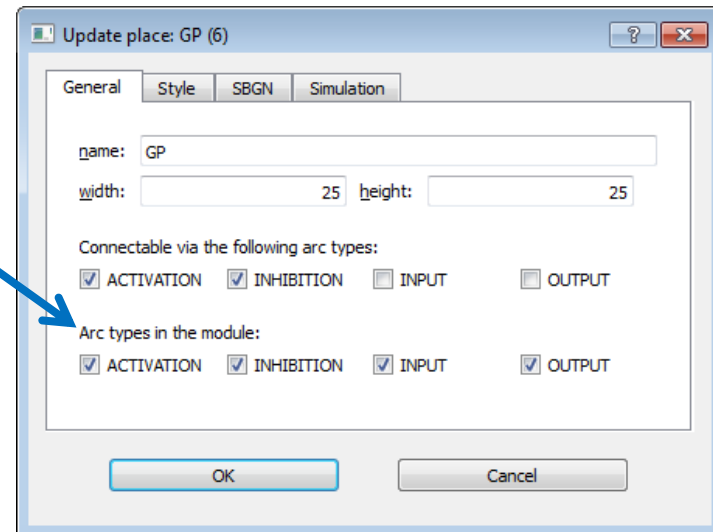 Update place: GP (6)
General Style SBGN Simulation
name: GP
width: 25 height: 25
Connectable via the following arc types:
ACTIVATION INHIBITION INPUT OUTPUT
Arc types in the module:
ACTIVATION INHIBITION INPUT OUTPUT
OK Cancel